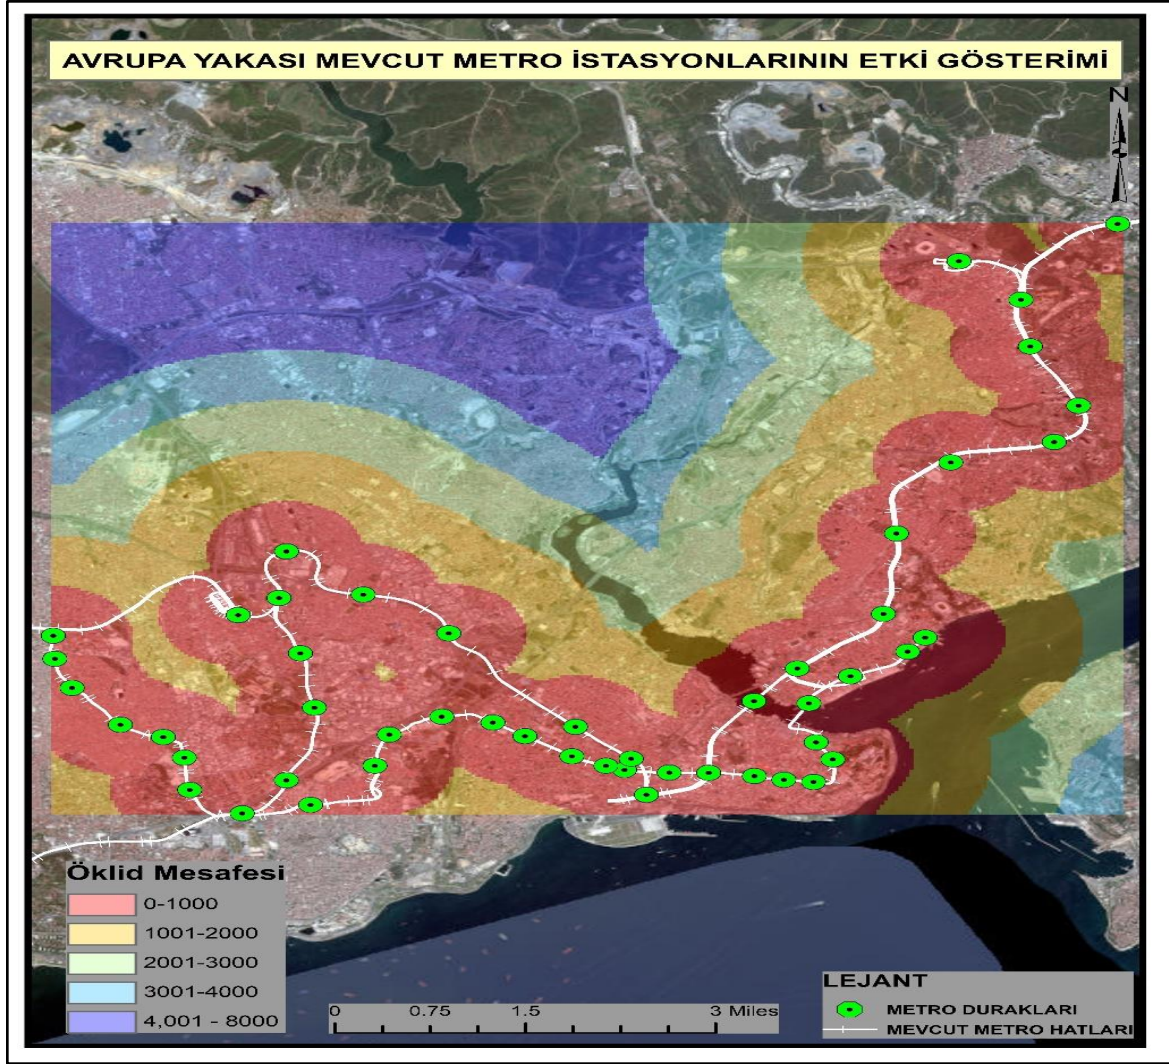 AVRUPA YAKASI MEVCUT METRO İSTASYONLARININ ETKİ GÖSTERİMİ
N
Öklid Mesafesi
0-1000
1001-2000
2001-3000
3001-4000
4,001 - 8000
0 0.75 1.5 3 Miles
LEJANT
METRO DURAKLARI
MEVCUT METRO HATLARI